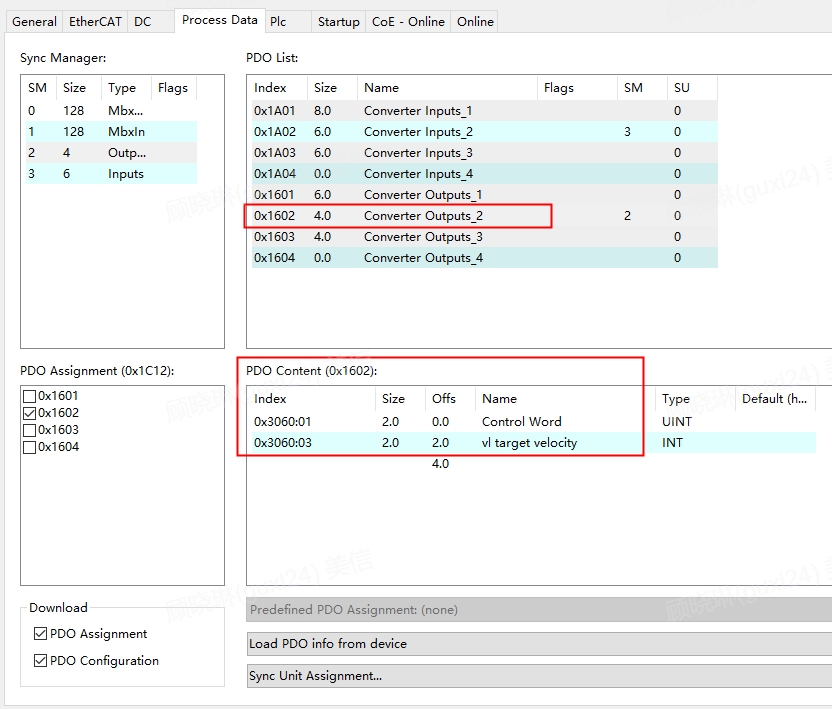 General EtherCAT DC Process Data Plc Startup CoE - Online Online
Sync Manager:
SM Size Type Flags
0 128 Mbx...
1 128 MbxIn
2 4 Outp...
3 6 Inputs
PDO List:
Index Size Name Flags SM SU
0x1A01 8.0 Converter Inputs_1 0
0x1A02 6.0 Converter Inputs_2 3 0
0x1A03 6.0 Converter Inputs_3 0
0x1A04 0.0 Converter Inputs_4 0
0x1601 6.0 Converter Outputs_1 0
0x1602 4.0 Converter Outputs_2 2 0
0x1603 4.0 Converter Outputs_3 0
0x1604 0.0 Converter Outputs_4 0
PDO Assignment (0x1C12):
0x1601
0x1602
0x1603
0x1604
PDO Content (0x1602):
Index Size Offs Name Type Default (h...
0x3060:01 2.0 0.0 Control Word UINT
0x3060:03 2.0 2.0 vl target velocity INT
4.0
Download
PDO Assignment
PDO Configuration
Predefined PDO Assignment: (none)
Load PDO info from device
Sync Unit Assignment...
顾晓琳(guxl24) 美信